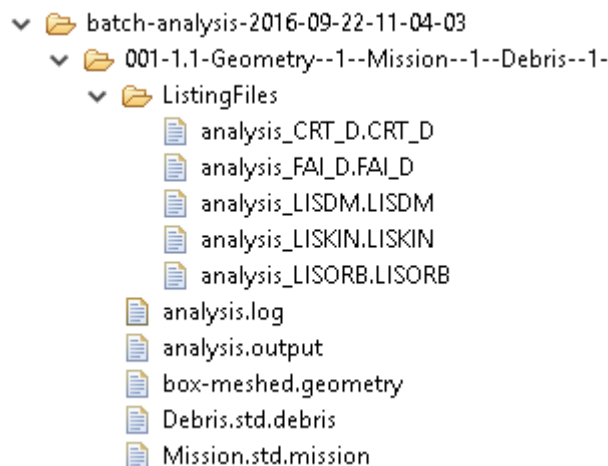 batch-analysis-2016-09-22-11-04-03
001-1.1-Geometry--1--Mission--1--Debris--1-
ListingFiles
analysis_CRT_D.CRT_D
analysis_FAI_D.FAI_D
analysis_LISDM.LISDM
analysis_LISKIN.LISKIN
analysis_LISORB.LISORB
analysis.log
analysis.output
box-meshed.geometry
Debris.std.debris
Mission.std.mission